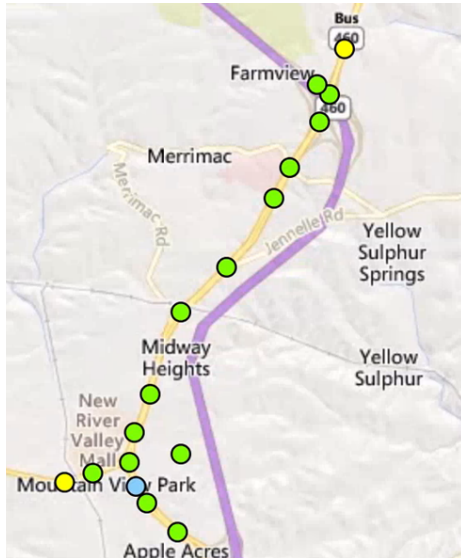 Bus
460
Farmview
460
Merrimac
Merrimac Rd
Jennelle Rd
Yellow
Sulphur
Springs
Midway
Heights
Yellow
Sulphur
New
River
Valley
Mall
Mountain View Park
Apple Acres